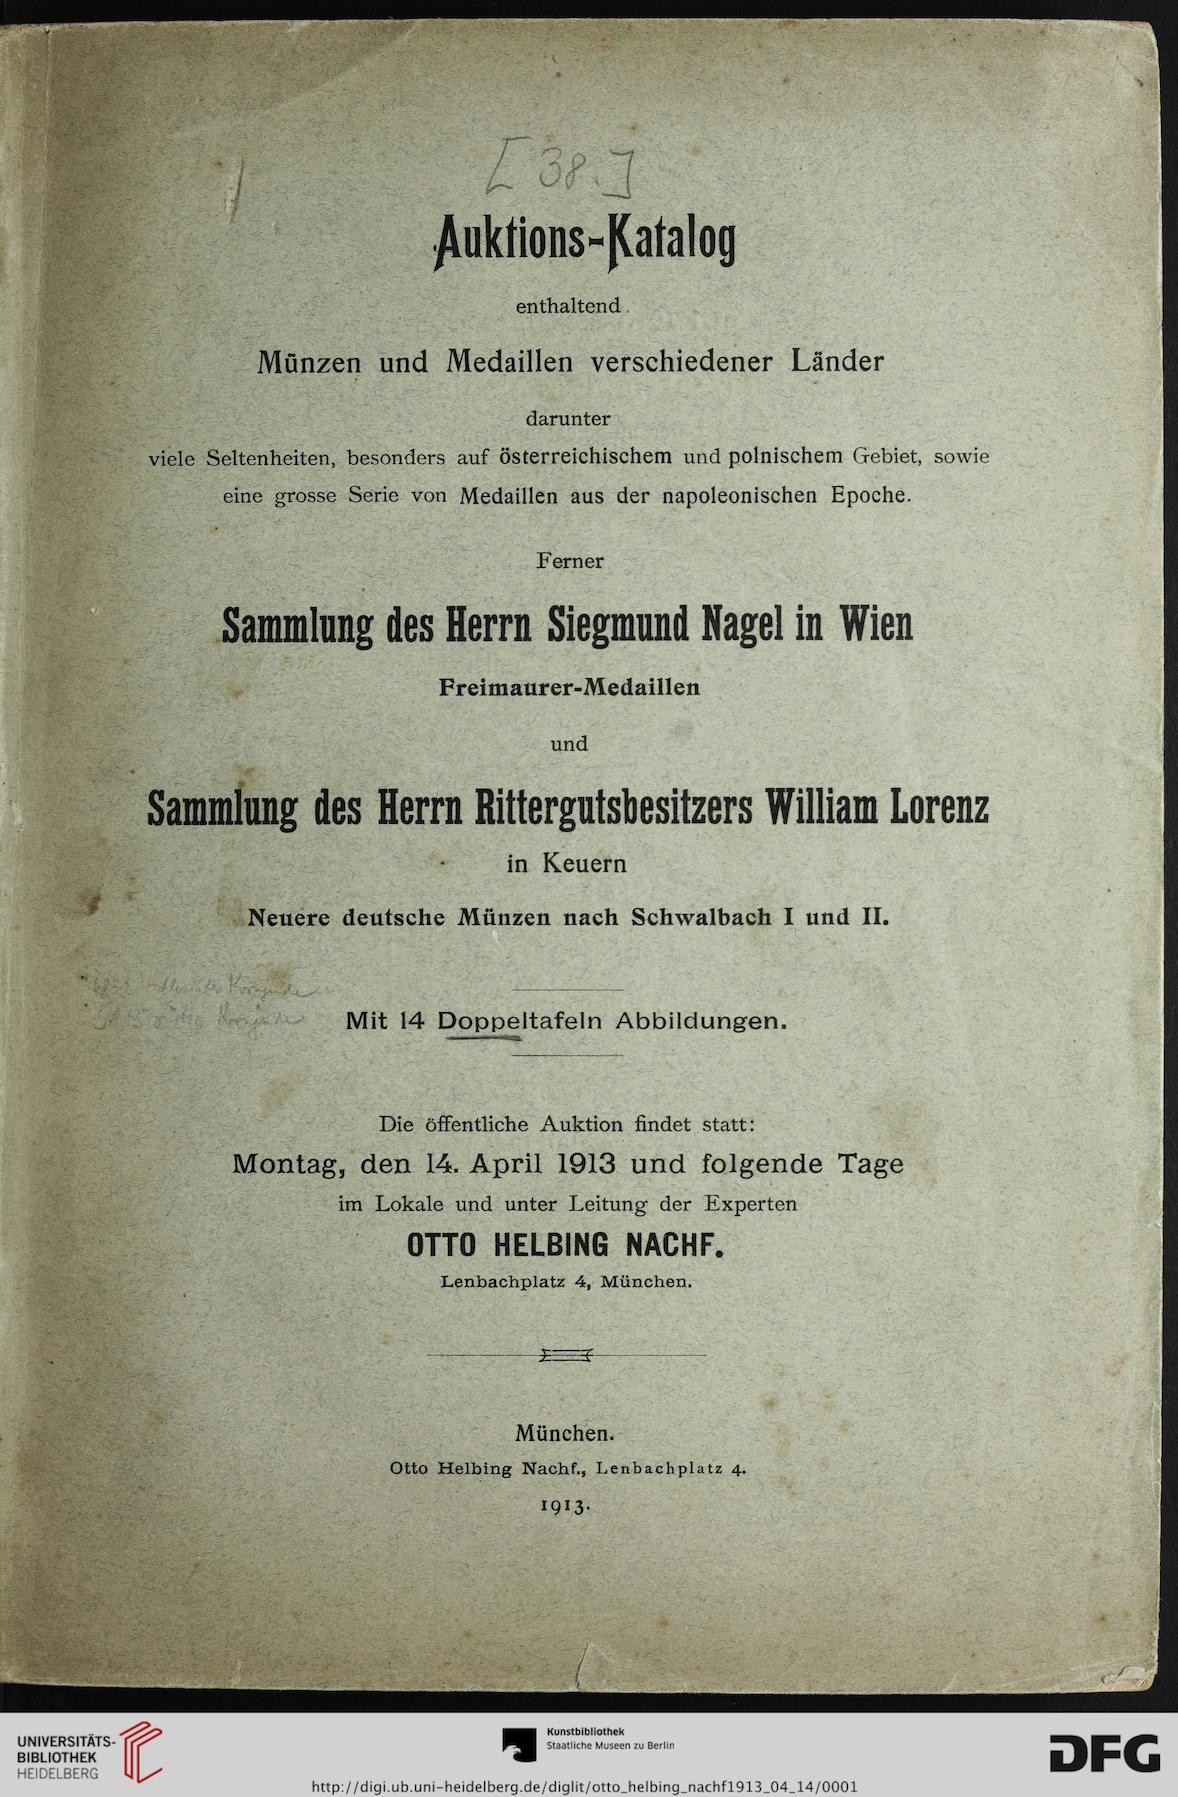 [38.]
Auktions-Katalog
enthaltend
Münzen und Medaillen verschiedener Länder
darunter
viele Seltenheiten, besonders auf österreichischem und polnischem Gebiet, sowie
eine grosse Serie von Medaillen aus der napoleonischen Epoche.
Ferner
Sammlung des Herrn Siegmund Nagel in Wien
Freimaurer-Medaillen
und
Sammlung des Herrn Rittergutsbesitzers William Lorenz
in Keuern
Neuere deutsche Münzen nach Schwalbach I und II.
Mit 14 Doppeltafeln Abbildungen.
Die öffentliche Auktion findet statt:
Montag, den 14. April 1913 und folgende Tage
im Lokale und unter Leitung der Experten
OTTO HELBING NACHF.
Lenbachplatz 4, München.
München.
Otto Helbing Nachf., Lenbachplatz 4.
1913.
UNIVERSITÄTS-
BIBLIOTHEK
HEIDELBERG
Kunstbibliothek
Staatliche Museen zu Berlin
DFG
http://digi.ub.uni-heidelberg.de/diglit/otto_helbing_nachf1913_04_14/0001